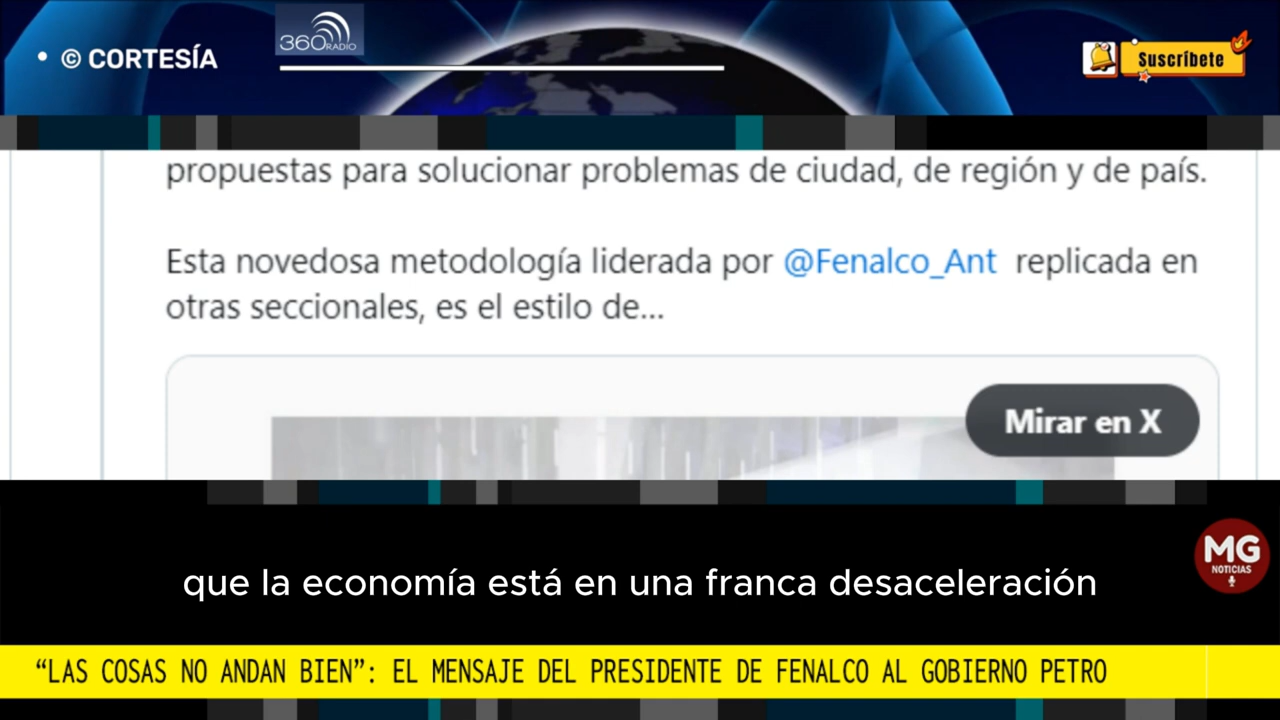 • © CORTESÍA
360RADIO
Suscríbete
propuestas para solucionar problemas de ciudad, de región y de país.
Esta novedosa metodología liderada por @Fenalco_Ant replicada en
otras seccionales, es el estilo de...
Mirar en X
que la economía está en una franca desaceleración
MG
NOTICIAS
“LAS COSAS NO ANDAN BIEN”: EL MENSAJE DEL PRESIDENTE DE FENALCO AL GOBIERNO PETRO